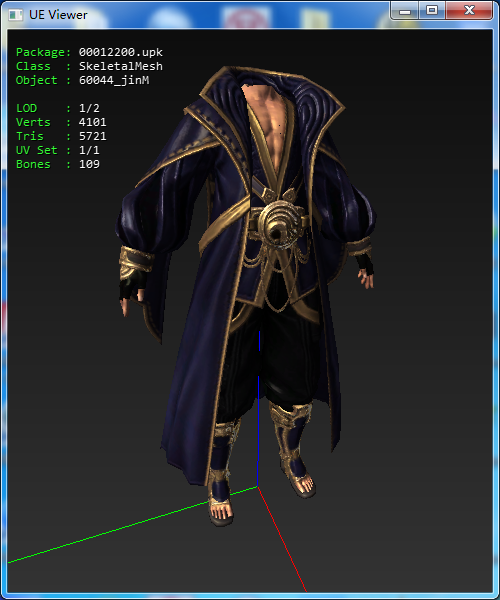 UE Viewer
Package: 00012200.upk
Class : SkeletalMesh
Object : 60044_jinM
LOD : 1/2
Verts : 4101
Tris : 5721
UV Set : 1/1
Bones : 109